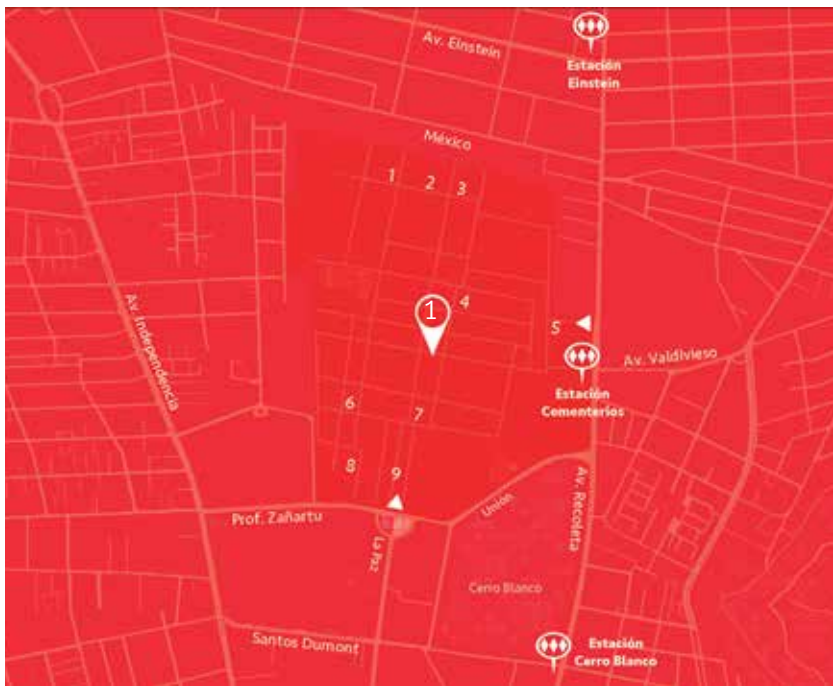 Av. Einstein
Estación
Einstein
México
1
2
3
4
1
5
Av. Valdivieso
Estación
Cementerios
Av. Independencia
6
7
8
9
Av. Recoleta
Unión
Prof. Zañartu
La Paz
Cerro Blanco
Santos Dumont
Estación
Cerro Blanco